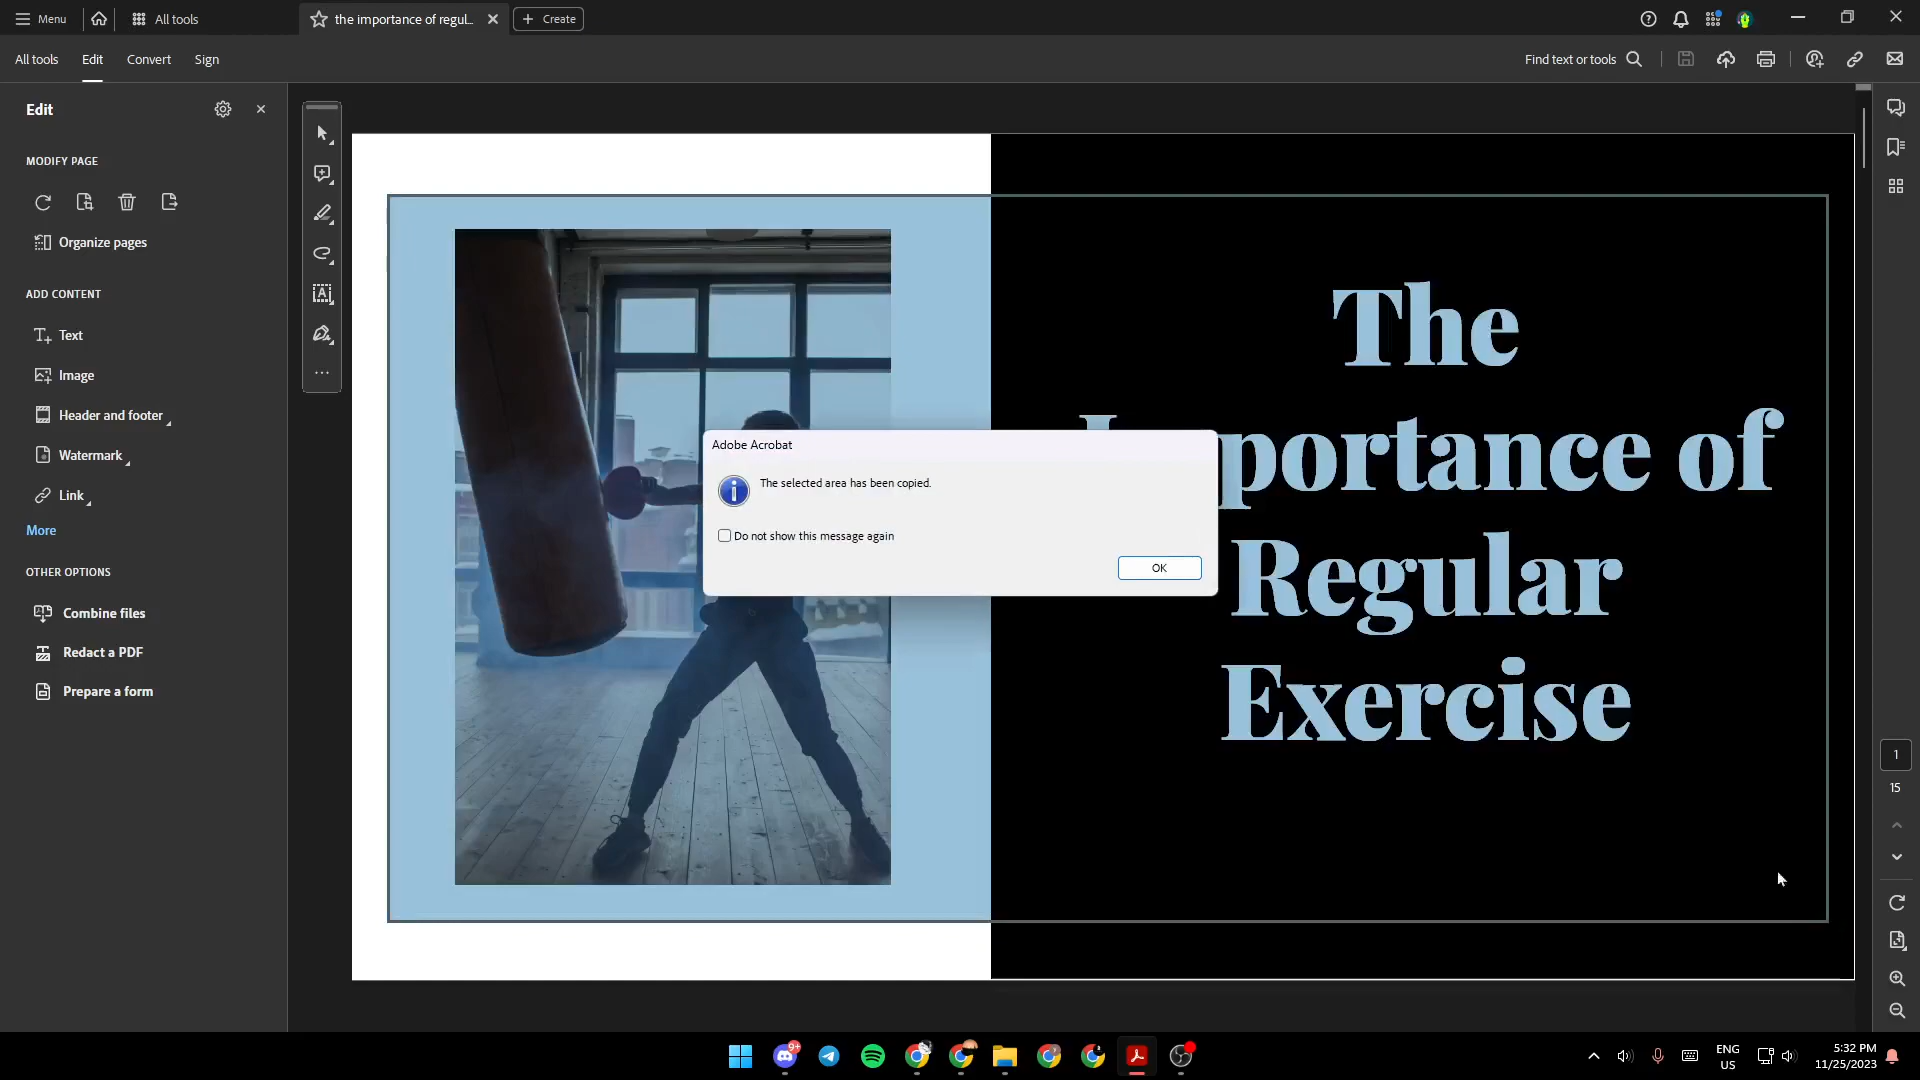 Menu
All tools
the importance of regul...
Create
All tools
Edit
Convert
Sign
Find text or tools
Edit
MODIFY PAGE
Organize pages
ADD CONTENT
Text
Image
Header and footer
Watermark
Link
More
OTHER OPTIONS
Combine files
Redact a PDF
Prepare a form
The
Importance of
Regular
Exercise
Adobe Acrobat
The selected area has been copied.
Do not show this message again
OK
1
15
9+
ENG
US
5:32 PM
11/25/2023